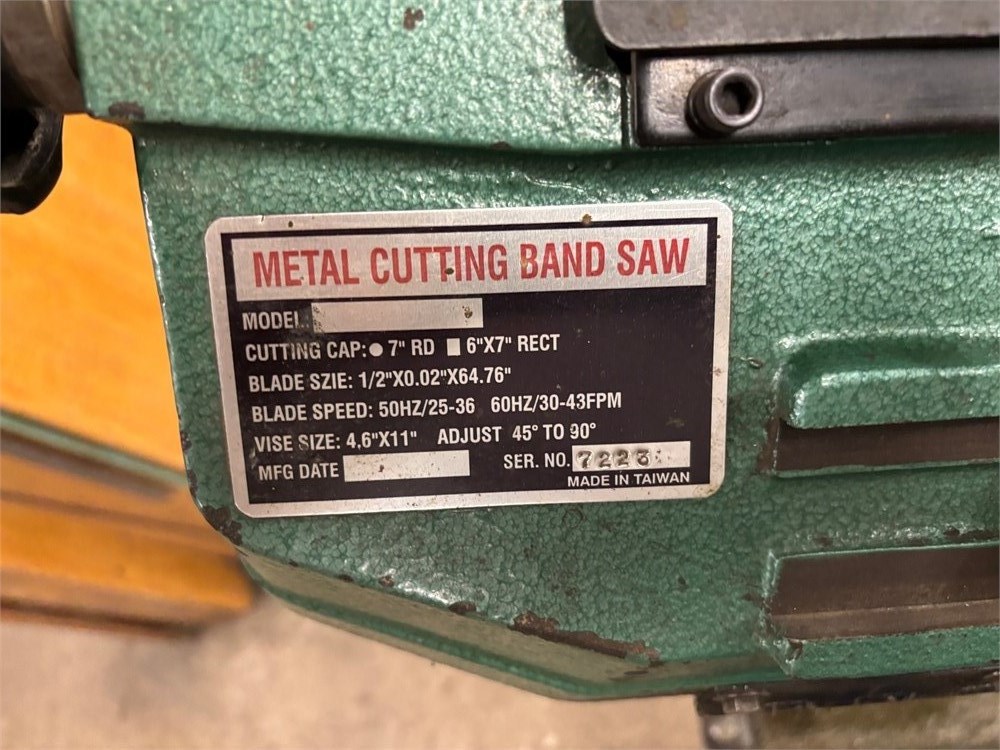 METAL CUTTING BAND SAW
MODEL
CUTTING CAP: ● 7" RD ■ 6"X7" RECT
BLADE SZIE: 1/2"X0.02"X64.76"
BLADE SPEED: 50HZ/25-36 60HZ/30-43FPM
VISE SIZE: 4.6"X11" ADJUST 45° TO 90°
MFG DATE SER. NO. 7223
MADE IN TAIWAN